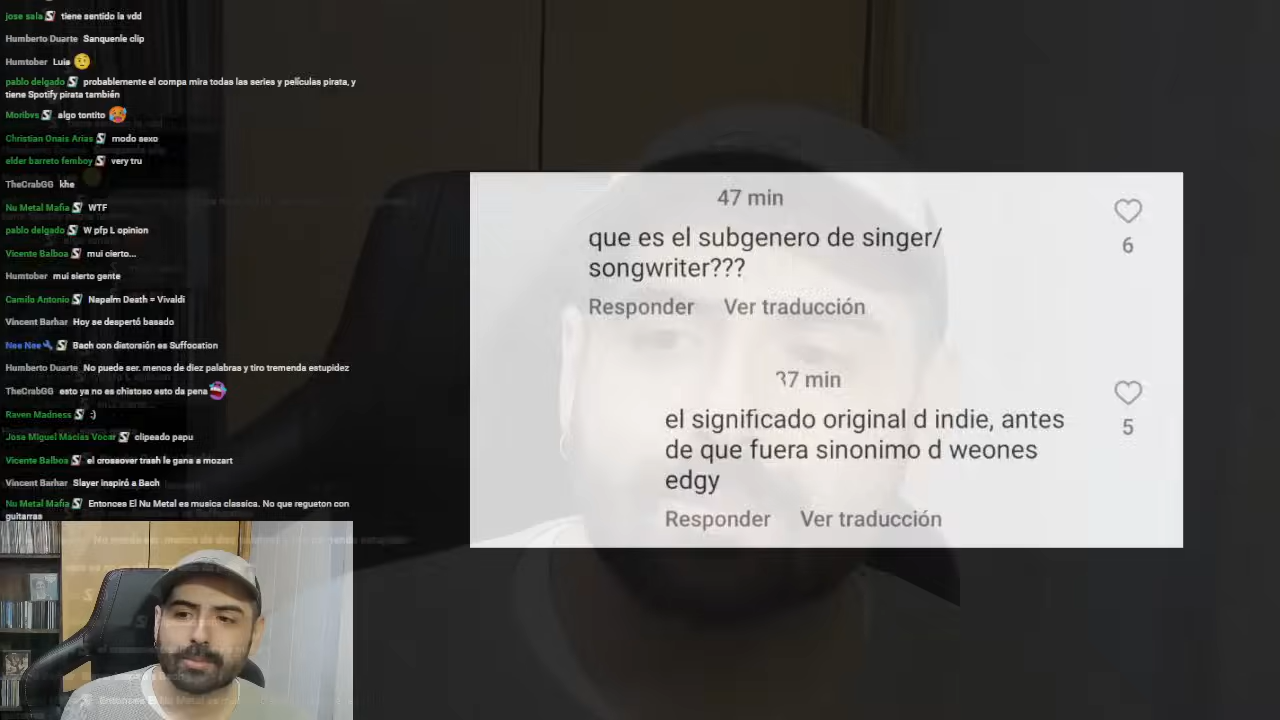 jose sala tiene sentido la vdd
Humberto Duarte Sanquenle clip
Humtober Luis
pablo delgado probablemente el compa mira todas las series y películas pirata, y
tiene Spotify pirata también
Moribvs algo tontito
Christian Onais Arias modo sexo
elder barreto femboy very tru
TheCrabGG khe
Nu Metal Mafia WTF
pablo delgado W pfp L opinion
Vicente Balboa mui cierto...
Humtober mui sierto gente
Camilo Antonio Napalm Death = Vivaldi
Vincent Barhar Hoy se despertó basado
Nee Nee Bach con distorsión es Suffocation
Humberto Duarte No puede ser. menos de diez palabras y tiro tremenda estupidez
TheCrabGG esto ya no es chistoso esto da pena
Raven Madness :)
Jose Miguel Macias Vocar clipeado papu
Vicente Balboa el crossover trash le gana a mozart
Vincent Barhar Slayer inspiró a Bach
Nu Metal Mafia Entonces El Nu Metal es musica classica. No que regueton con
guitarras
47 min
que es el subgenero de singer/
songwriter???
6
Responder Ver traducción
37 min
el significado original d indie, antes
de que fuera sinonimo d weones
edgy
5
Responder Ver traducción